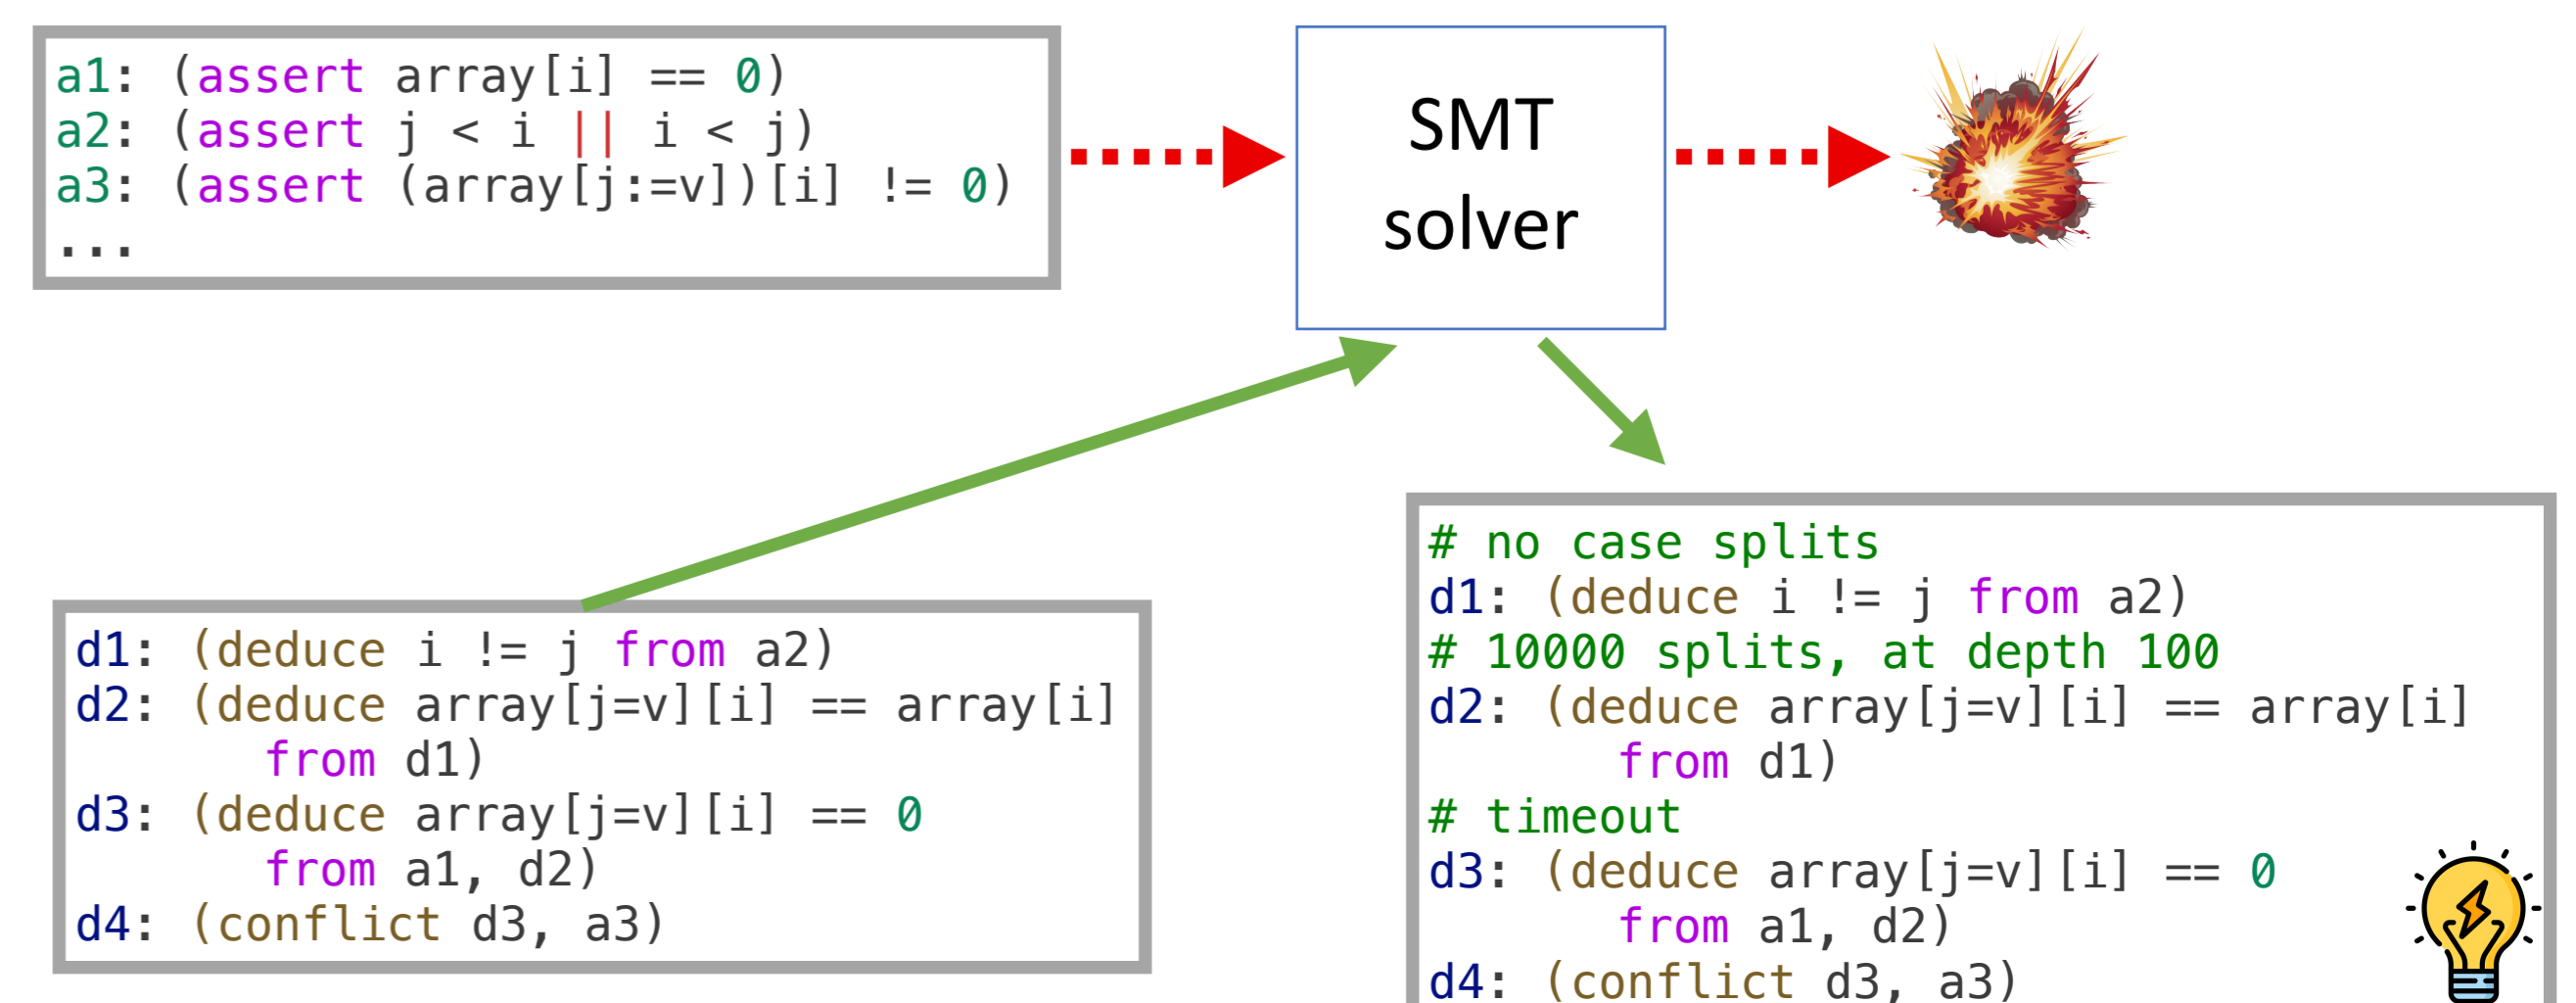 a1: (assert array[i] == 0)
a2: (assert j < i || i < j)
a3: (assert (array[j:=v])[i] != 0)
...
SMT
solver
d1: (deduce i != j from a2)
d2: (deduce array[j=v][i] == array[i]
from d1)
d3: (deduce array[j=v][i] == 0
from a1, d2)
d4: (conflict d3, a3)
# no case splits
d1: (deduce i != j from a2)
# 10000 splits, at depth 100
d2: (deduce array[j=v][i] == array[i]
from d1)
# timeout
d3: (deduce array[j=v][i] == 0
from a1, d2)
d4: (conflict d3, a3)